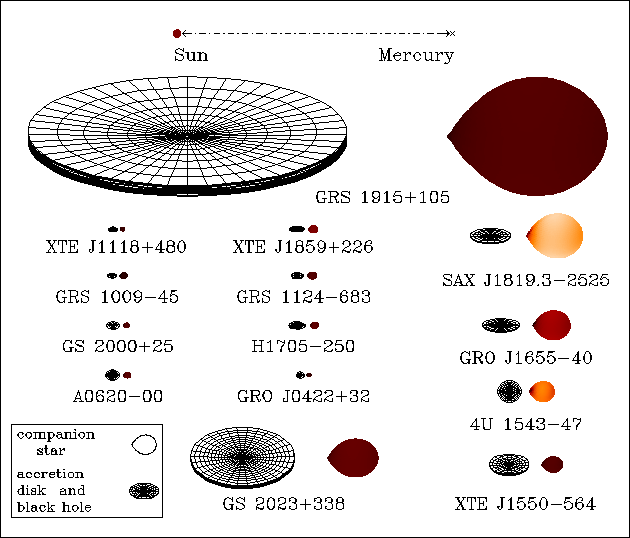 Sun
Mercury
GRS 1915+105
XTE J1118+480
XTE J1859+226
SAX J1819.3−2525
GRS 1009−45
GRS 1124−683
GS 2000+25
H1705−250
GRO J1655−40
A0620−00
GRO J0422+32
4U 1543−47
companion
star
accretion
disk and
black hole
GS 2023+338
XTE J1550−564